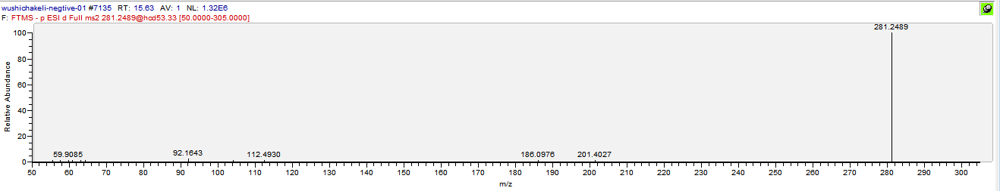 wushichakeli-negtive-01 #7135 RT: 15.63 AV: 1 NL: 1.32E6
F: FTMS - p ESI d Full ms2 281.2489@hcd53.33 [50.0000-305.0000]
281.2489
100
80
60
40
20
0
Relative Abundance
59.9085
92.1643
112.4930
186.0976
201.4027
50 60 70 80 90 100 110 120 130 140 150 160 170 180 190 200 210 220 230 240 250 260 270 280 290 300
m/z